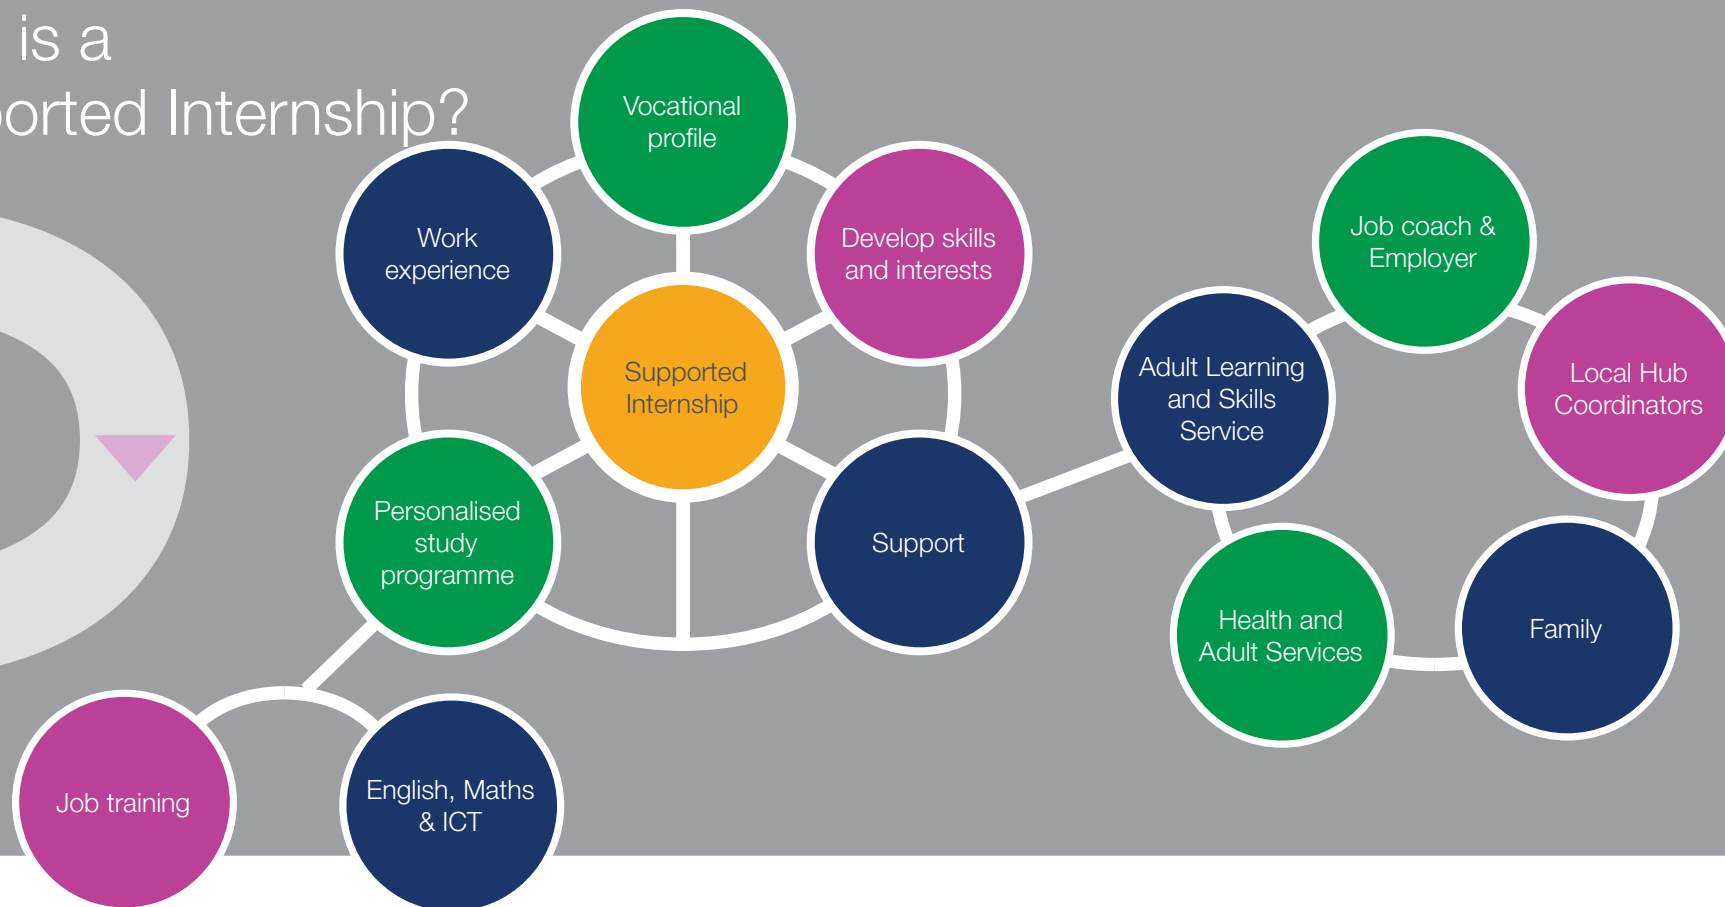 is a
ported Internship?
Vocational
profile
Work
experience
Develop skills
and interests
Supported
Internship
Personalised
study
programme
Support
Job training
English, Maths
& ICT
Job coach &
Employer
Adult Learning
and Skills
Service
Local Hub
Coordinators
Health and
Adult Services
Family